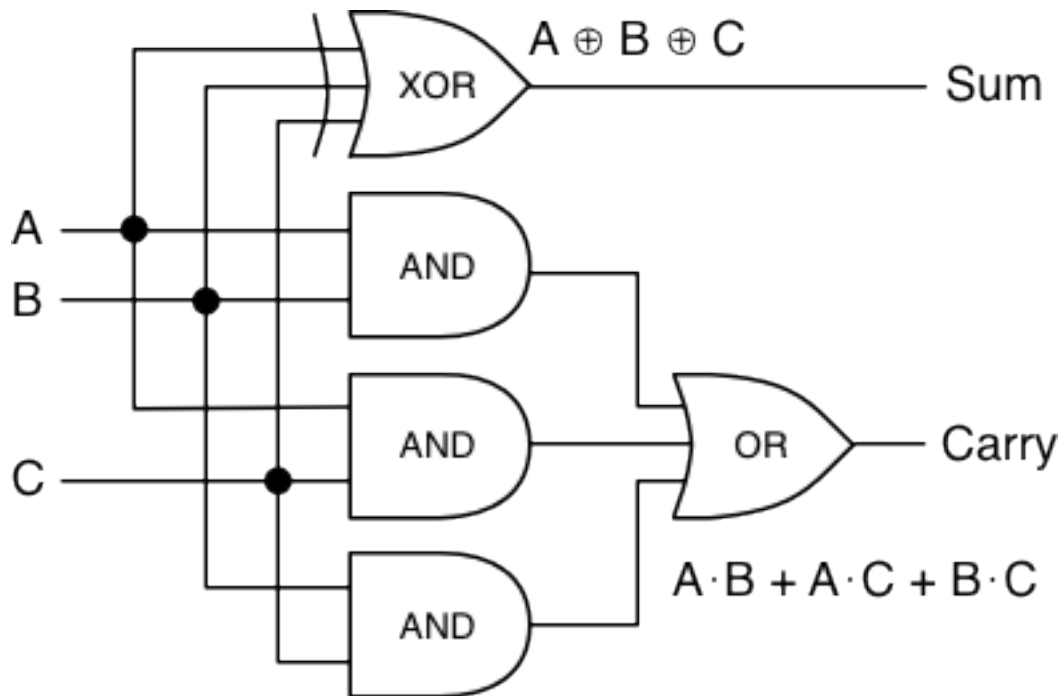 A ⊕ B ⊕ C
XOR
Sum
A
AND
B
AND
OR
Carry
C
A·B + A·C + B·C
AND